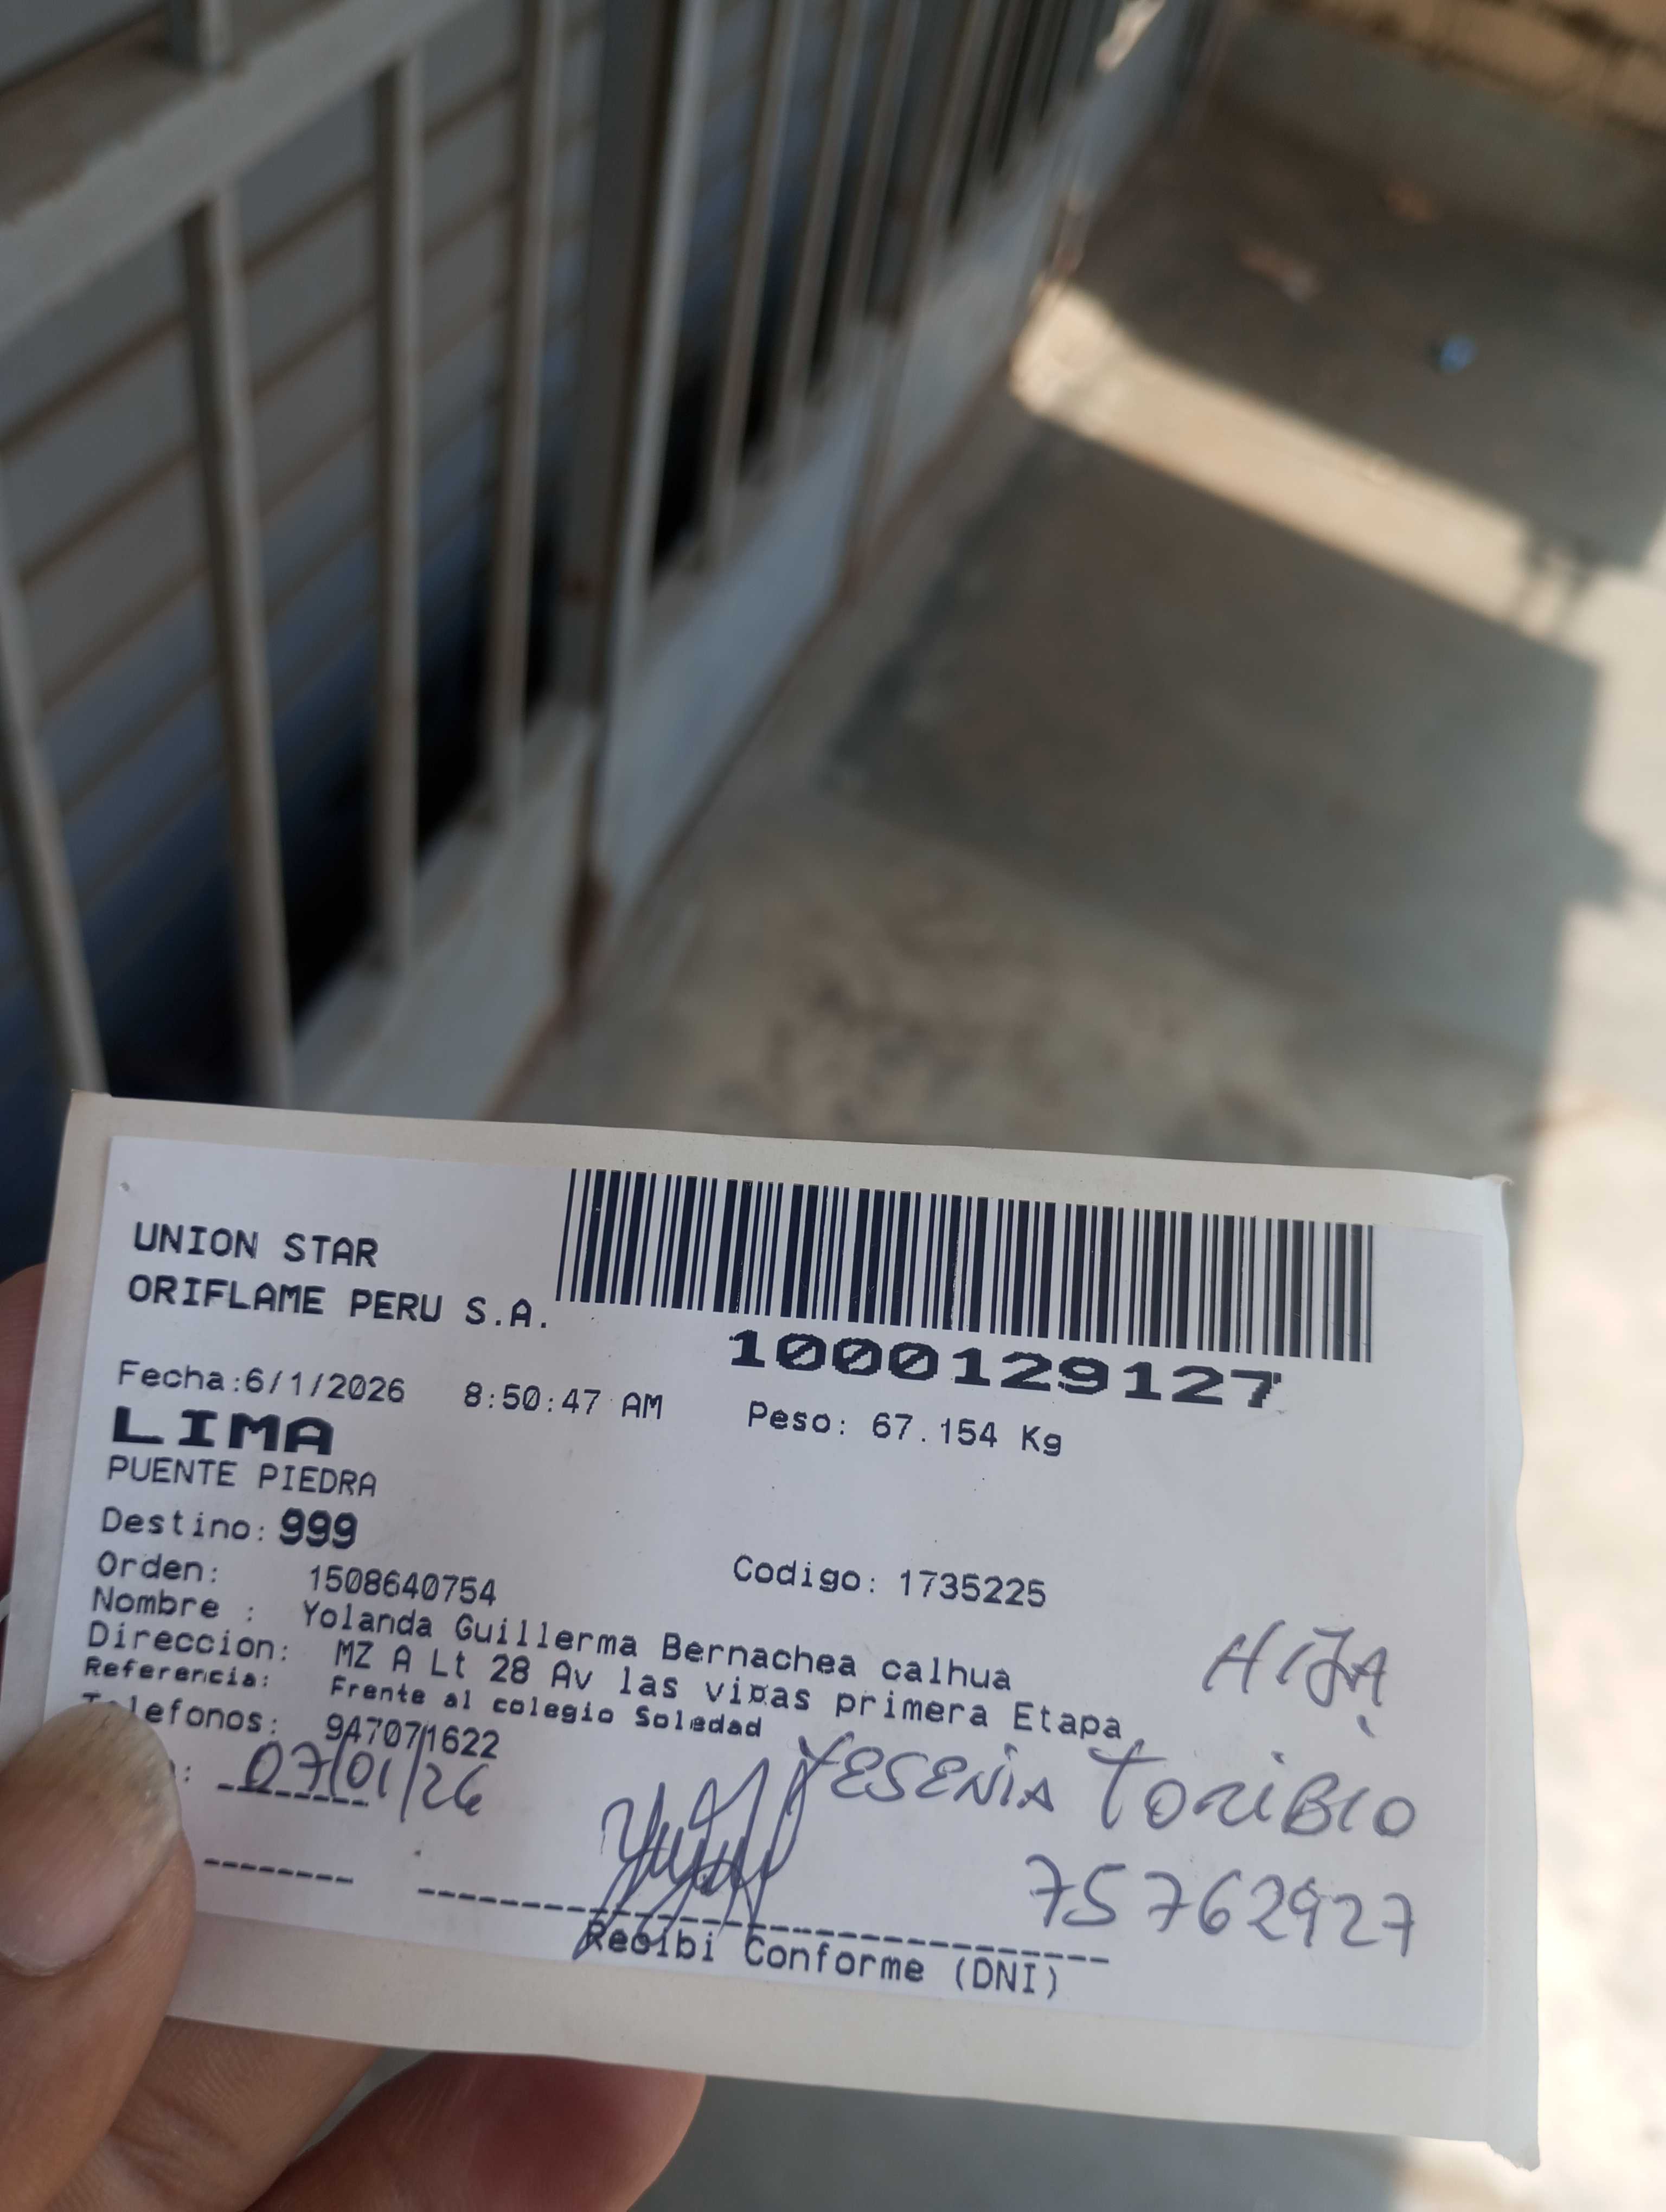 UNION STAR
ORIFLAME PERU S.A.
1000129127
Fecha:6/1/2026 8:50:47 AM Peso: 67.154 Kg
LIMA
PUENTE PIEDRA
Destino: 999
Orden: 1508640754 Codigo: 1735225
Nombre : Yolanda Guillerma Bernachea calhua
Direccion: MZ A Lt 28 Av las viñas primera Etapa
Referencia: Frente al colegio Soledad
HIJA
Telefonos: 947071622
: 07/01/26
YESENIA TORIBIO
75762927
Recibi Conforme (DNI)